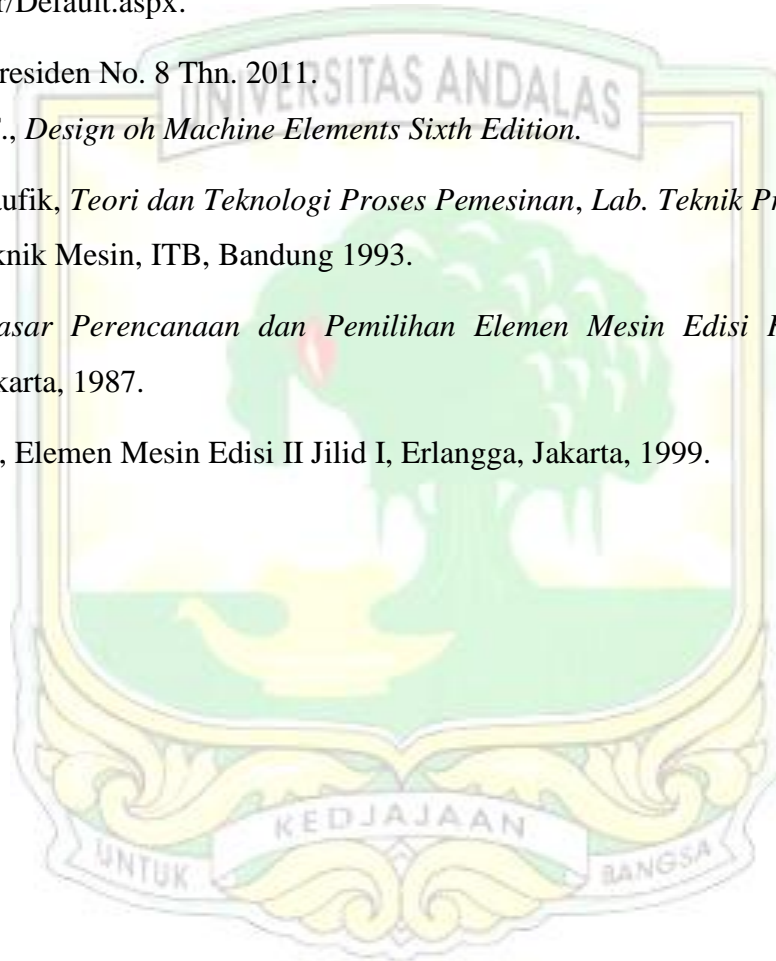 r/Default.aspx.
residen No. 8 Thn. 2011.
., Design oh Machine Elements Sixth Edition.
aufik, Teori dan Teknologi Proses Pemesinan, Lab. Teknik Pr
knik Mesin, ITB, Bandung 1993.
asar Perencanaan dan Pemilihan Elemen Mesin Edisi
karta, 1987.
, Elemen Mesin Edisi II Jilid I, Erlangga, Jakarta, 1999.
UNIVERSITAS ANDALAS
UNTUK KEDJAJAAN BANGSA